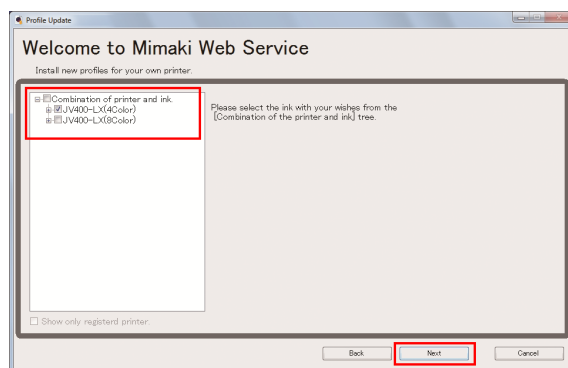 Profile Update
Welcome to Mimaki Web Service
Install new profiles for your own printer.
Combination of printer and ink.
JV400-LX(4Color)
JV400-LX(8Color)
Please select the ink with your wishes from the
[Combination of the printer and ink] tree.
Show only registerd printer.
Back Next Cancel